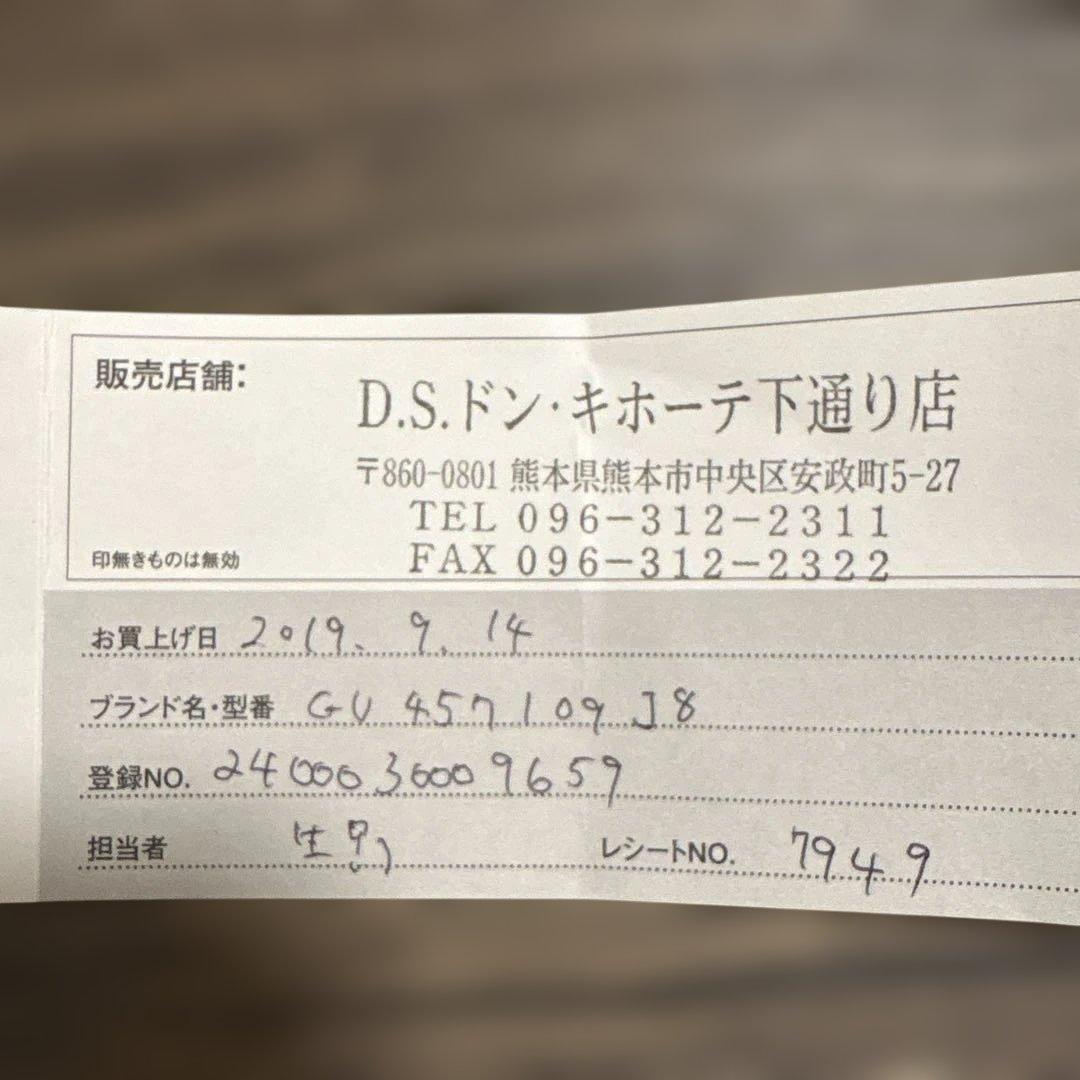 販売店舗:
D.S.ドン・キホーテ下通り店
〒860-0801 熊本県熊本市中央区安政町5-27
TEL 096-312-2311
FAX 096-312-2322
印無きものは無効
お買上げ日 2019. 9. 14
ブランド名・型番 GU 457109 J8
登録NO. 2400036009659
担当者 レシートNO. 7949